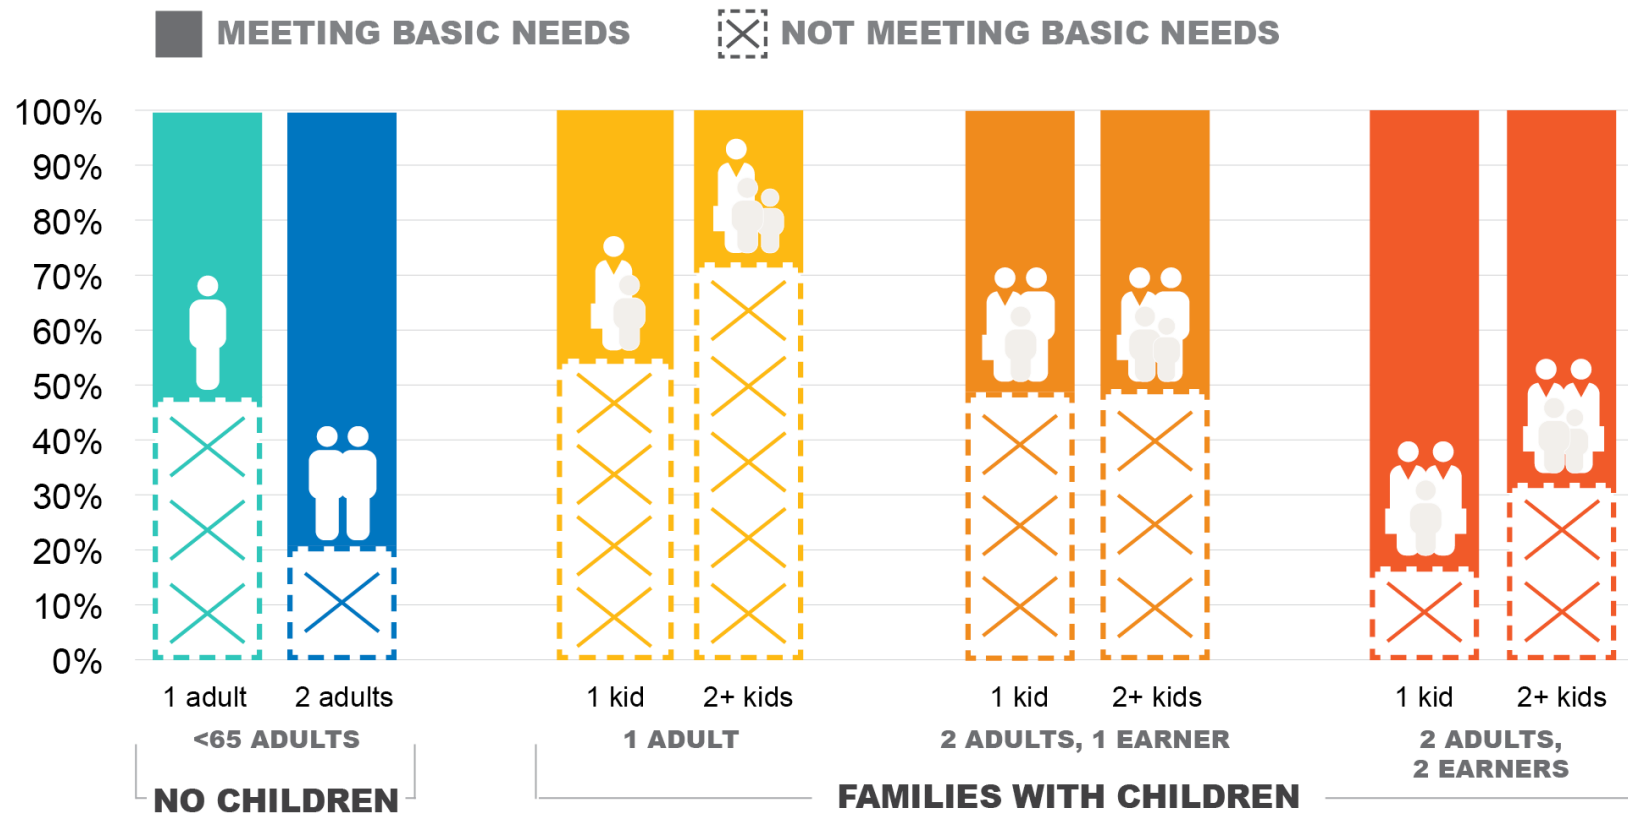 MEETING BASIC NEEDS
NOT MEETING BASIC NEEDS
100%
90%
80%
70%
60%
50%
40%
30%
20%
10%
0%
1 adult
2 adults
1 kid
2+ kids
1 kid
2+ kids
1 kid
2+ kids
<65 ADULTS
1 ADULT
2 ADULTS, 1 EARNER
2 ADULTS,
2 EARNERS
NO CHILDREN
FAMILIES WITH CHILDREN